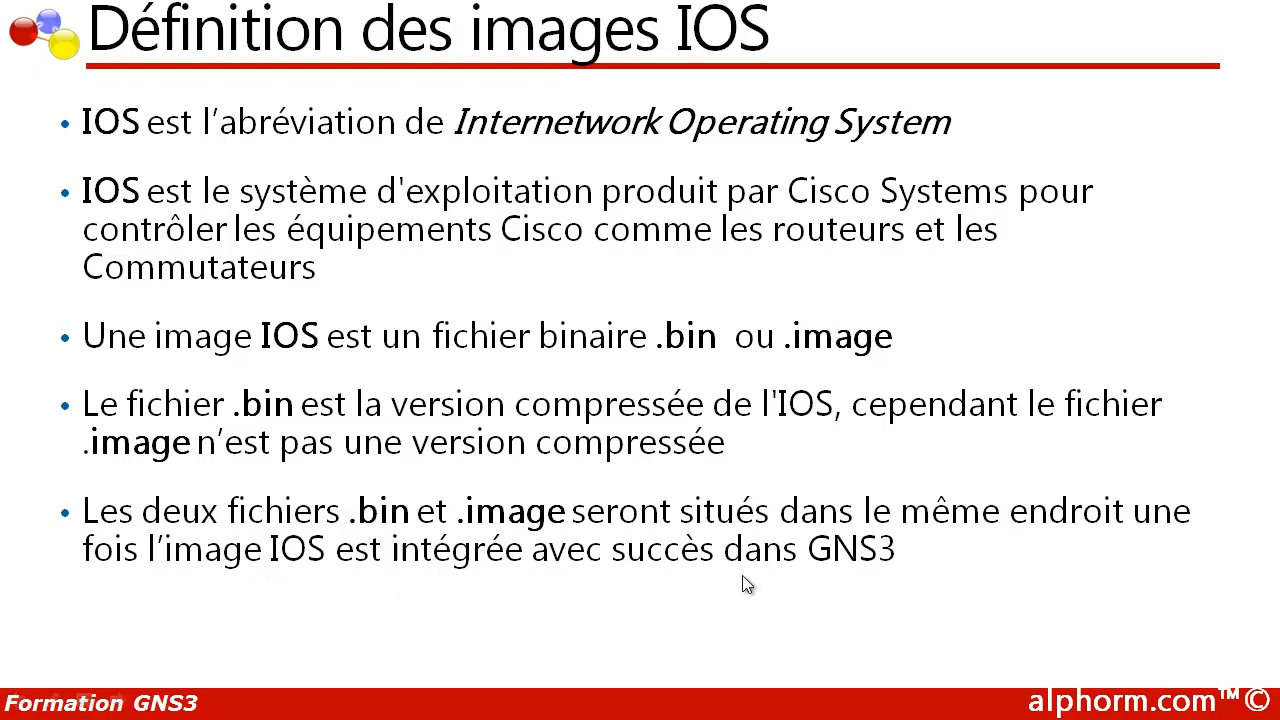 Définition des images IOS
• IOS est l’abréviation de Internetwork Operating System
• IOS est le système d'exploitation produit par Cisco Systems pour
contrôler les équipements Cisco comme les routeurs et les
Commutateurs
• Une image IOS est un fichier binaire .bin ou .image
• Le fichier .bin est la version compressée de l'IOS, cependant le fichier
.image n’est pas une version compressée
• Les deux fichiers .bin et .image seront situés dans le même endroit une
fois l’image IOS est intégrée avec succès dans GNS3
Formation GNS3
alphorm.com™©